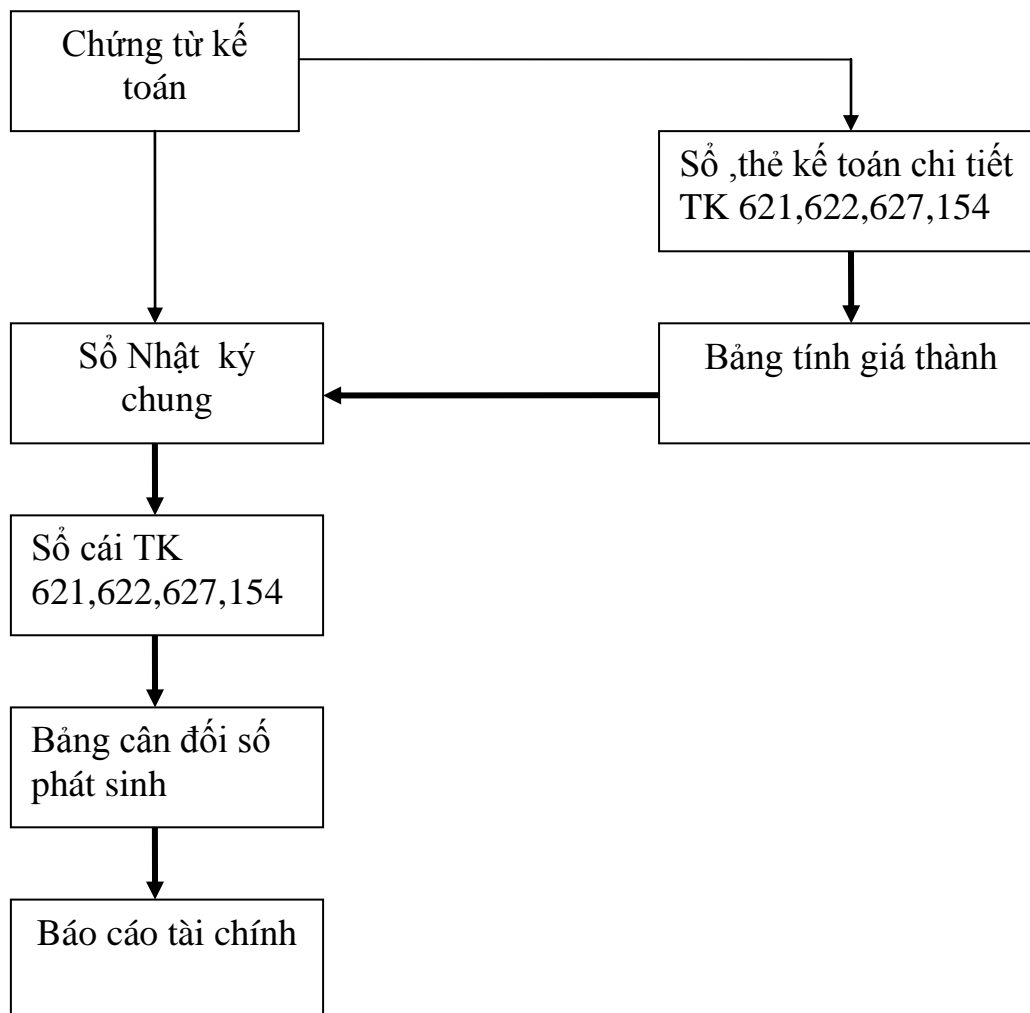 Chứng từ kế
toán
Sổ ,thẻ kế toán chi tiết
TK 621,622,627,154
Sổ Nhật  ký
chung
Bảng tính giá thành
Sổ cái TK
621,622,627,154
Bảng cân đối số
phát sinh
Báo cáo tài chính